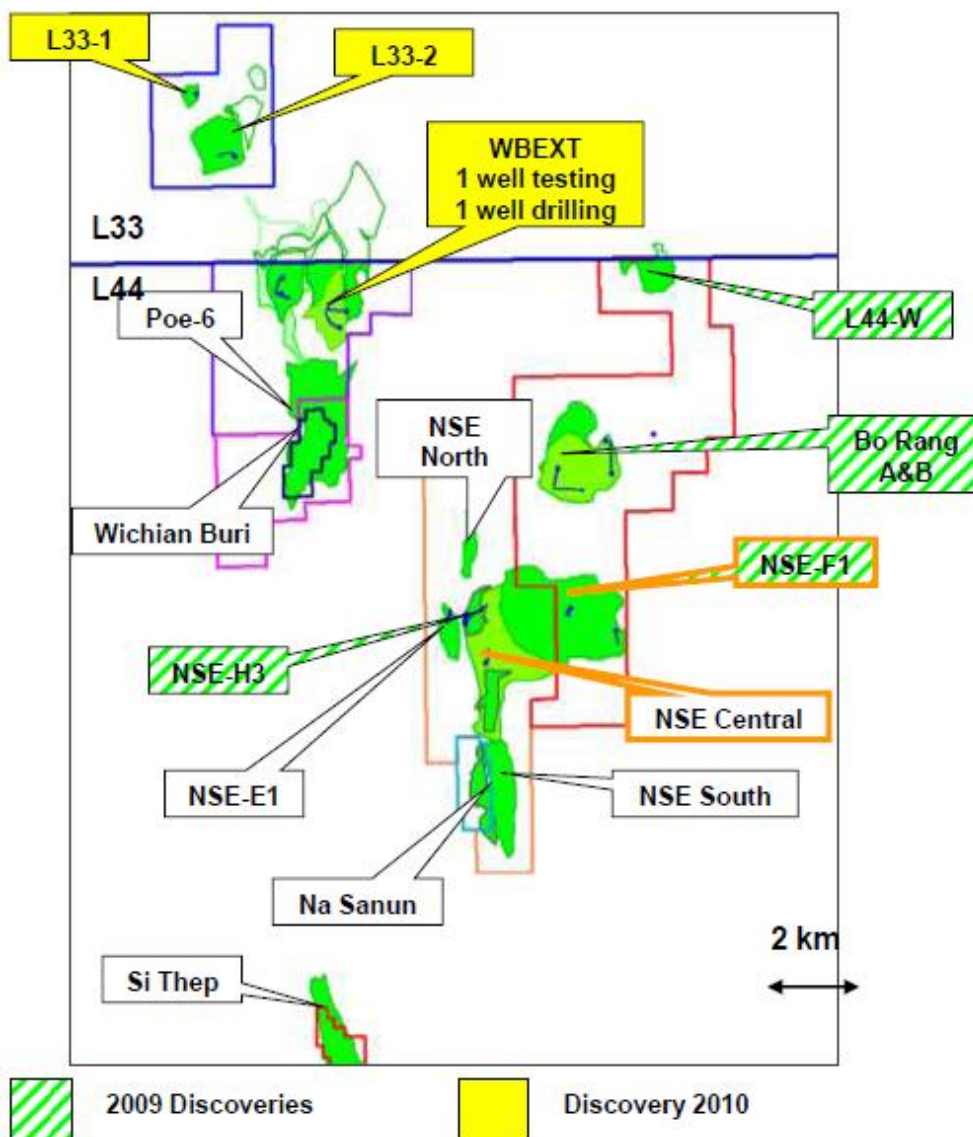 L33-1
L33-2
WBEXT
1 well testing
1 well drilling
L33
L44
Poe-6
L44-W
NSE
North
Bo Rang
A&B
Wichian Buri
NSE-F1
NSE-H3
NSE Central
NSE-E1
NSE South
Na Sanun
2 km
Si Thep
2009 Discoveries
Discovery 2010